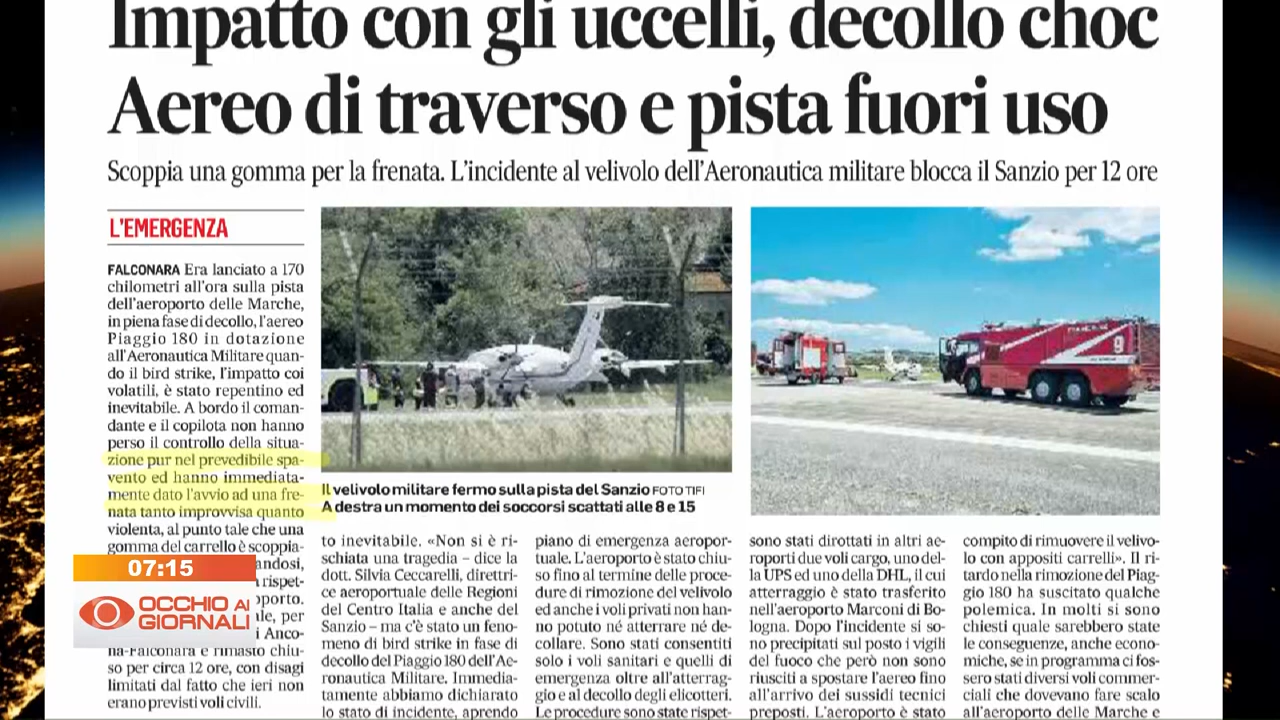 Impatto con gli uccelli, decollo choc
Aereo di traverso e pista fuori uso
Scoppia una gomma per la frenata. L'incidente al velivolo dell'Aeronautica militare blocca il Sanzio per 12 ore
L'EMERGENZA
FALCONARA Era lanciato a 170
chilometri all'ora sulla pista
dell'aeroporto delle Marche,
in piena fase di decollo, l'aereo
Piaggio 180 in dotazione
all'Aeronautica Militare quan-
do il bird strike, l'impatto coi
volatili, è stato repentino ed
inevitabile. A bordo il coman-
dante e il copilota non hanno
perso il controllo della situa-
zione pur nel prevedibile spa-
vento ed hanno immediata-
mente dato l'avvio ad una fre-
nata tanto improvvisa quanto
violenta, al punto tale che una
gomma del carrello è scoppia-
andosi,
rispet-
oporto.
le, per
i Anco-
na-Falconara è rimasto chiu-
so per circa 12 ore, con disagi
limitati dal fatto che ieri non
erano previsti voli civili.
Il velivolo militare fermo sulla pista del Sanzio FOTO TIFI
A destra un momento dei soccorsi scattati alle 8 e 15
to inevitabile. «Non si è ri-
schiata una tragedia – dice la
dott. Silvia Ceccarelli, direttri-
ce aeroportuale delle Regioni
del Centro Italia e anche del
Sanzio – ma c'è stato un feno-
meno di bird strike in fase di
decollo del Piaggio 180 dell'Ae-
ronautica Militare. Immedia-
tamente abbiamo dichiarato
lo stato di incidente, aprendo
piano di emergenza aeropor-
tuale. L'aeroporto è stato chiu-
so fino al termine delle proce-
dure di rimozione del velivolo
ed anche i voli privati non han-
no potuto né atterrare né de-
collare. Sono stati consentiti
solo i voli sanitari e quelli di
emergenza oltre all'atterrag-
gio e al decollo degli elicotteri.
Le procedure sono state rispet-
sono stati dirottati in altri ae-
roporti due voli cargo, uno del-
la UPS ed uno della DHL, il cui
atterraggio è stato trasferito
nell'aeroporto Marconi di Bo-
logna. Dopo l'incidente si so-
no precipitati sul posto i vigili
del fuoco che però non sono
riusciti a spostare l'aereo fino
all'arrivo dei sussidi tecnici
preposti. L'aeroporto è stato
compito di rimuovere il velivo-
lo con appositi carrelli». Il ri-
tardo nella rimozione del Piag-
gio 180 ha suscitato qualche
polemica. In molti si sono
chiesti quale sarebbero state
le conseguenze, anche econo-
miche, se in programma ci fos-
sero stati diversi voli commer-
ciali che dovevano fare scalo
all'aeroporto delle Marche e
9
07:15
OCCHIO AI
GIORNALI